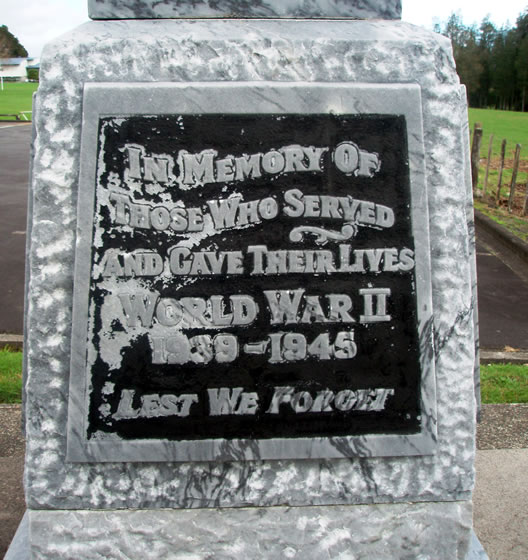 In Memory Of
Those Who Served
And Gave Their Lives
World War II
1939-1945
Lest We Forget